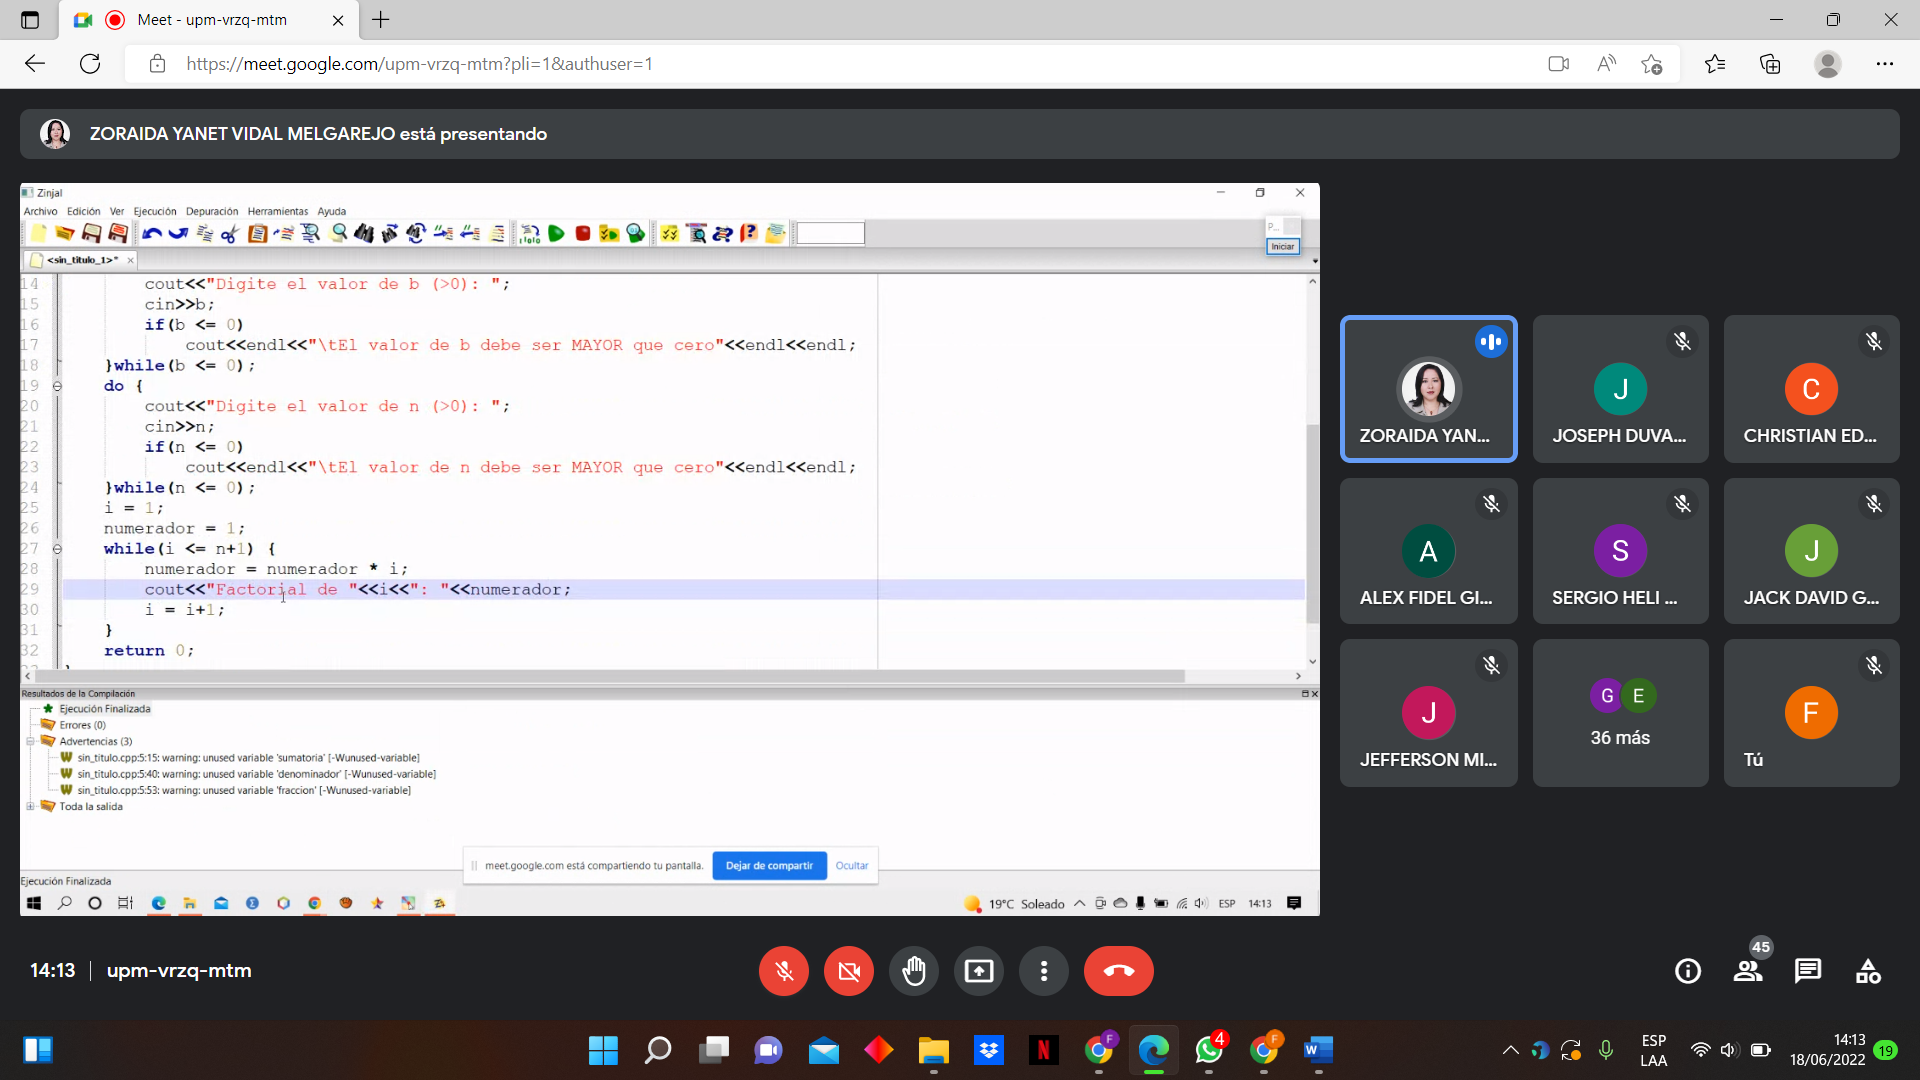 Meet - upm-vrzq-mtm
https://meet.google.com/upm-vrzq-mtm?pli=1&authuser=1
ZORAIDA YANET VIDAL MELGAREJO está presentando
ZinjaI
Archivo Edición Ver Ejecución Depuración Herramientas Ayuda
P...
Iniciar
<sin_titulo_1>*
14 cout<<"Digite el valor de b (>0): ";
15 cin>>b;
16 if(b <= 0)
17 cout<<endl<<"\tEl valor de b debe ser MAYOR que cero"<<endl<<endl;
18 }while(b <= 0);
19 do {
20 cout<<"Digite el valor de n (>0): ";
21 cin>>n;
22 if(n <= 0)
23 cout<<endl<<"\tEl valor de n debe ser MAYOR que cero"<<endl<<endl;
24 }while(n <= 0);
25 i = 1;
26 numerador = 1;
27 while(i <= n+1) {
28 numerador = numerador * i;
29 cout<<"Factorial de "<<i<<": "<<numerador;
30 i = i+1;
31 }
32 return 0;
Resultados de la Compilación
Ejecución Finalizada
Errores (0)
Advertencias (3)
sin_titulo.cpp:5:15: warning: unused variable 'sumatoria' [-Wunused-variable]
sin_titulo.cpp:5:40: warning: unused variable 'denominador' [-Wunused-variable]
sin_titulo.cpp:5:53: warning: unused variable 'fraccion' [-Wunused-variable]
Toda la salida
meet.google.com está compartiendo tu pantalla. Dejar de compartir Ocultar
Ejecución Finalizada
19°C Soleado ESP 14:13
ZORAIDA YAN...
J
JOSEPH DUVA...
C
CHRISTIAN ED...
A
ALEX FIDEL GI...
S
SERGIO HELI ...
J
JACK DAVID G...
J
JEFFERSON MI...
G E
36 más
F
Tú
14:13 | upm-vrzq-mtm
45
F
4
F
W
N
ESP
LAA
14:13
18/06/2022
19